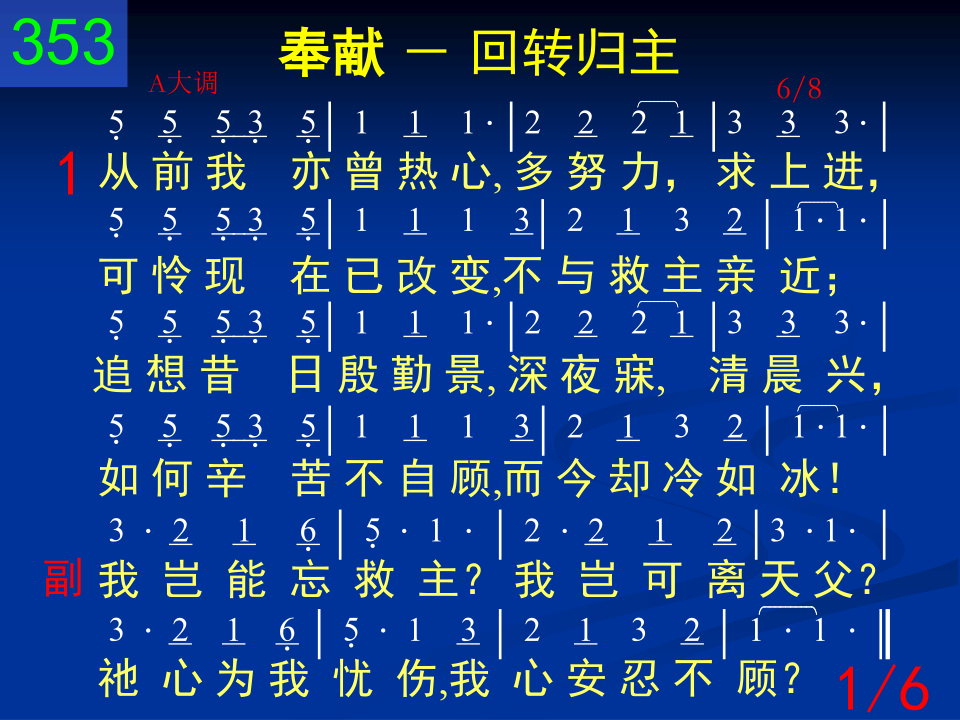 353
奉献 － 回转归主
A大调 6/8
5 5 5 3 5 | 1 1 1· | 2 2 2 1 | 3 3 3· |
1 从 前 我 亦 曾 热 心, 多 努 力， 求 上 进，
5 5 5 3 5 | 1 1 1 3 | 2 1 3 2 | 1· 1· |
可 怜 现 在 已 改 变,不 与 救 主 亲 近；
5 5 5 3 5 | 1 1 1· | 2 2 2 1 | 3 3 3· |
追 想 昔 日 殷 勤 景, 深 夜 寐, 清 晨 兴，
5 5 5 3 5 | 1 1 1 3 | 2 1 3 2 | 1· 1· |
如 何 辛 苦 不 自 顾,而 今 却 冷 如 冰！
3 · 2 1 6 | 5 · 1 · | 2 · 2 1 2 | 3 · 1 · |
副 我 岂 能 忘 救 主？ 我 岂 可 离 天 父？
3 · 2 1 6 | 5 · 1 3 | 2 1 3 2 | 1 · 1 · ‖
祂 心 为 我 忧 伤,我 心 安 忍 不 顾？
1/6